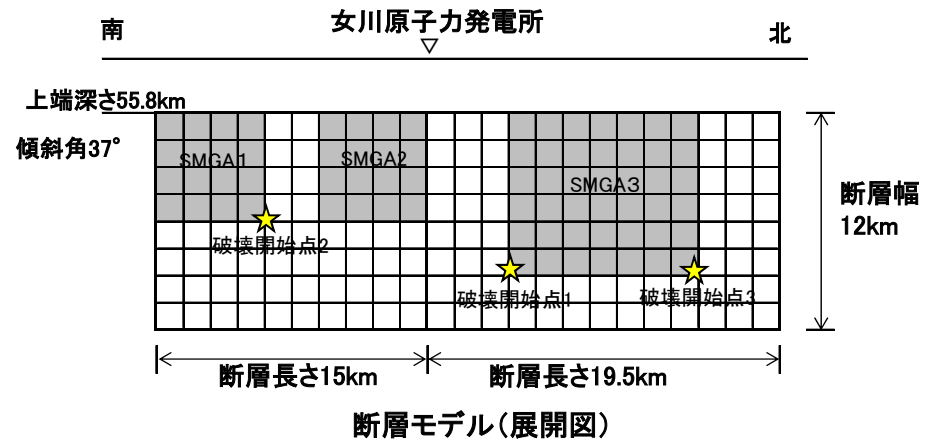 女川原子力発電所
南
北
上端深さ55.8km
傾斜角37°
SMGA1
SMGA2
SMGA3
断層幅
12km
破壊開始点2
破壊開始点1
破壊開始点3
断層長さ15km
断層長さ19.5km
断層モデル(展開図)